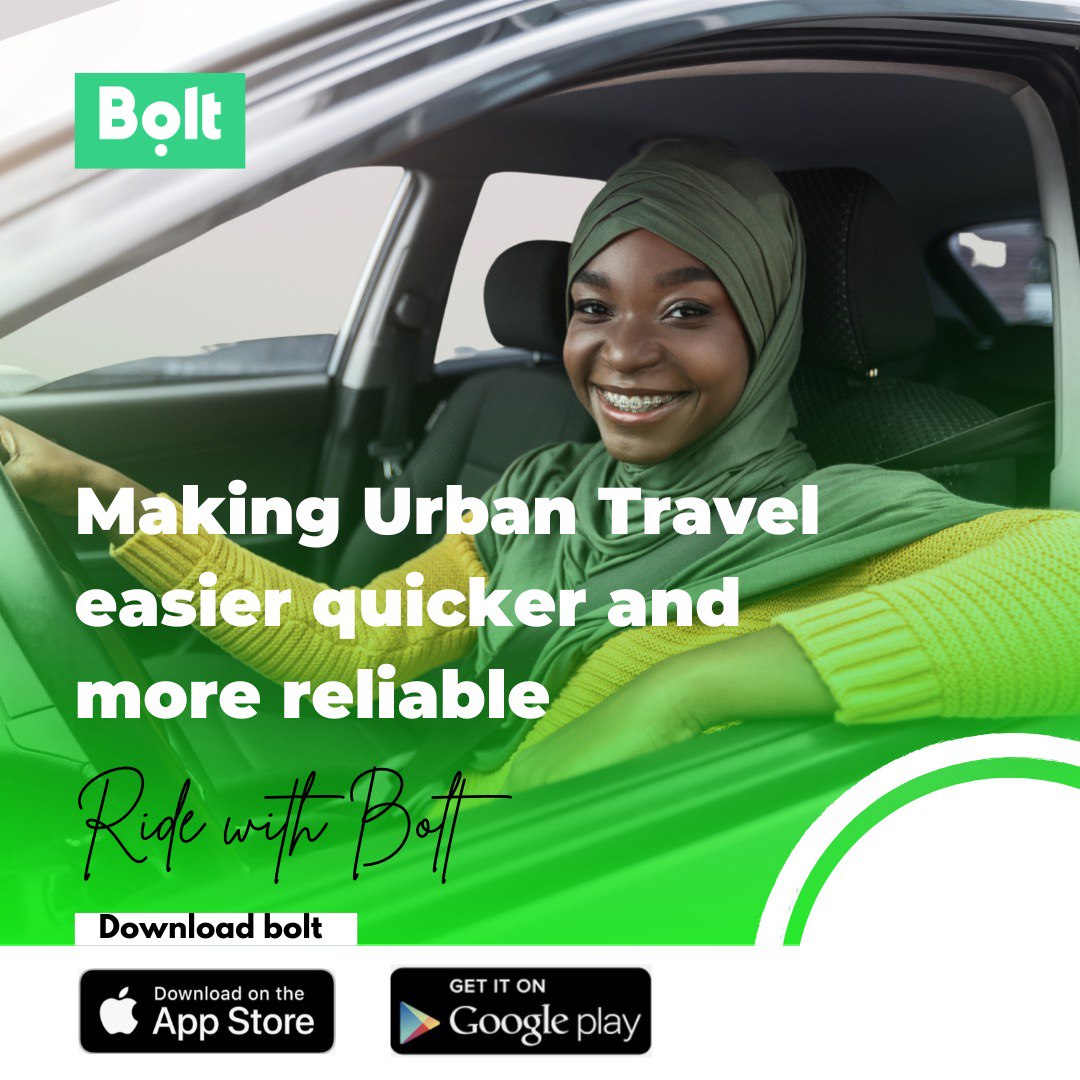 Bolt
Making Urban Travel
easier quicker and
more reliable
Ride with Bolt
Download bolt
Download on the
App Store
GET IT ON
Google play